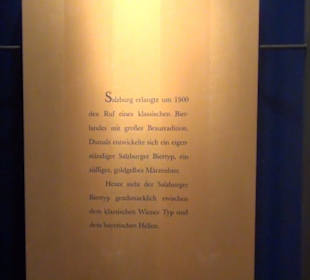 Salzburg erlangte um 1900
den Ruf eines klassischen Bier-
landes mit großer Brautradition.
Damals entwickelte sich ein eigen-
ständiger Salzburger Biertyp, ein
süffiges, goldgelbes Märzenbier.
Heute steht der Salzburger
Biertyp geschmacklich zwischen
dem klassischen Wiener Typ und
dem bayerischen Hellen.